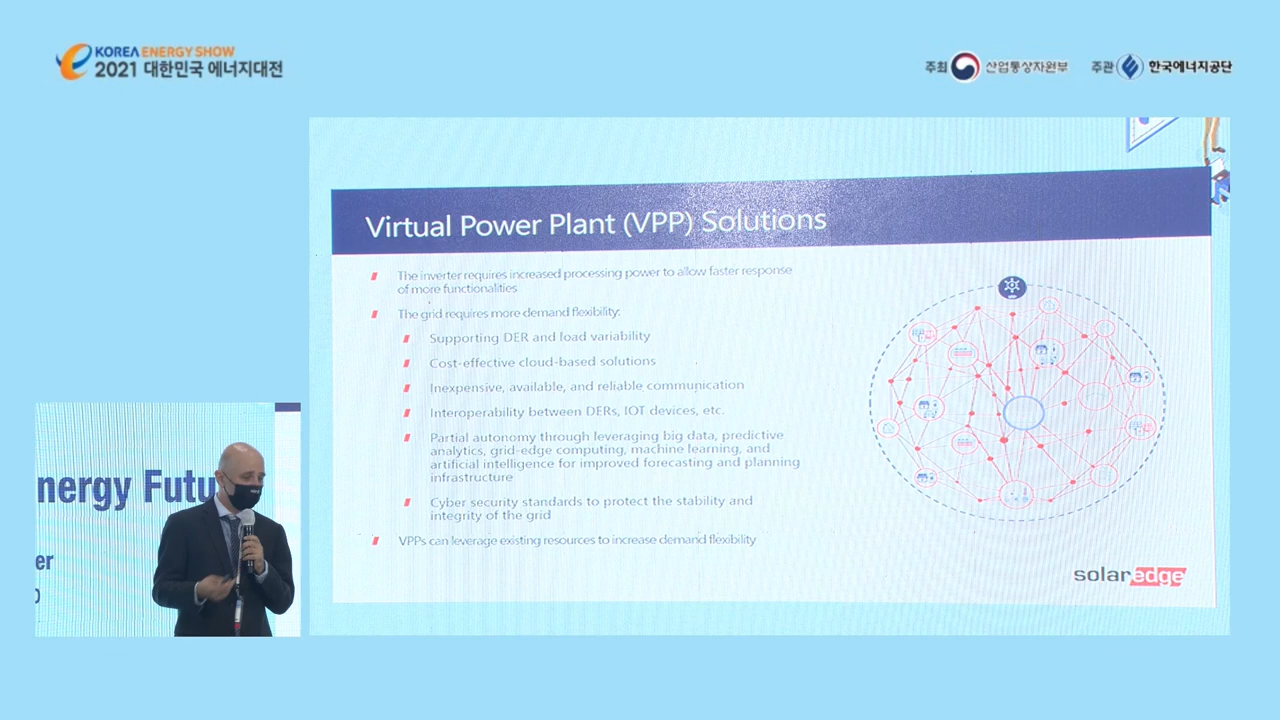 KOREA ENERGY SHOW
2021 대한민국 에너지대전
주최 산업통상자원부 주관 한국에너지공단
Virtual Power Plant (VPP) Solutions
The inverter requires increased processing power to allow faster response
of more functionalities
The grid requires more demand flexibility:
Supporting DER and load variability
Cost-effective cloud-based solutions
Inexpensive, available, and reliable communication
Interoperability between DERs, IOT devices, etc.
Partial autonomy through leveraging big data, predictive
analytics, grid-edge computing, machine learning, and
artificial intelligence for improved forecasting and planning
infrastructure
Cyber security standards to protect the stability and
integrity of the grid
VPPs can leverage existing resources to increase demand flexibility
solaredge
nergy Futu
er